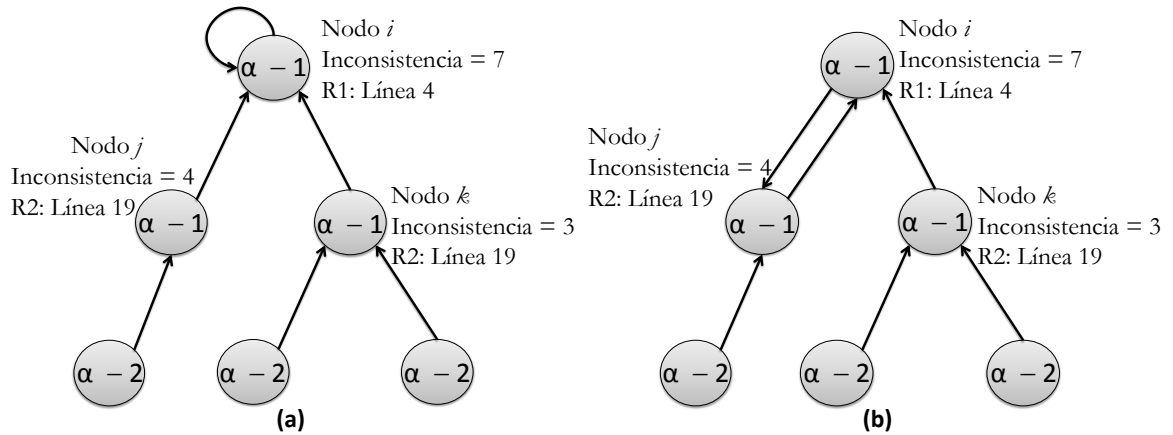 α – 1
Nodo i
Inconsistencia = 7
R1: Línea 4
Nodo j
Inconsistencia = 4
R2: Línea 19
α – 1
α – 1
Nodo k
Inconsistencia = 3
R2: Línea 19
α – 2
α – 2
α – 2
(a)
α – 1
Nodo i
Inconsistencia = 7
R1: Línea 4
Nodo j
Inconsistencia = 4
R2: Línea 19
α – 1
α – 1
Nodo k
Inconsistencia = 3
R2: Línea 19
α – 2
α – 2
α – 2
(b)